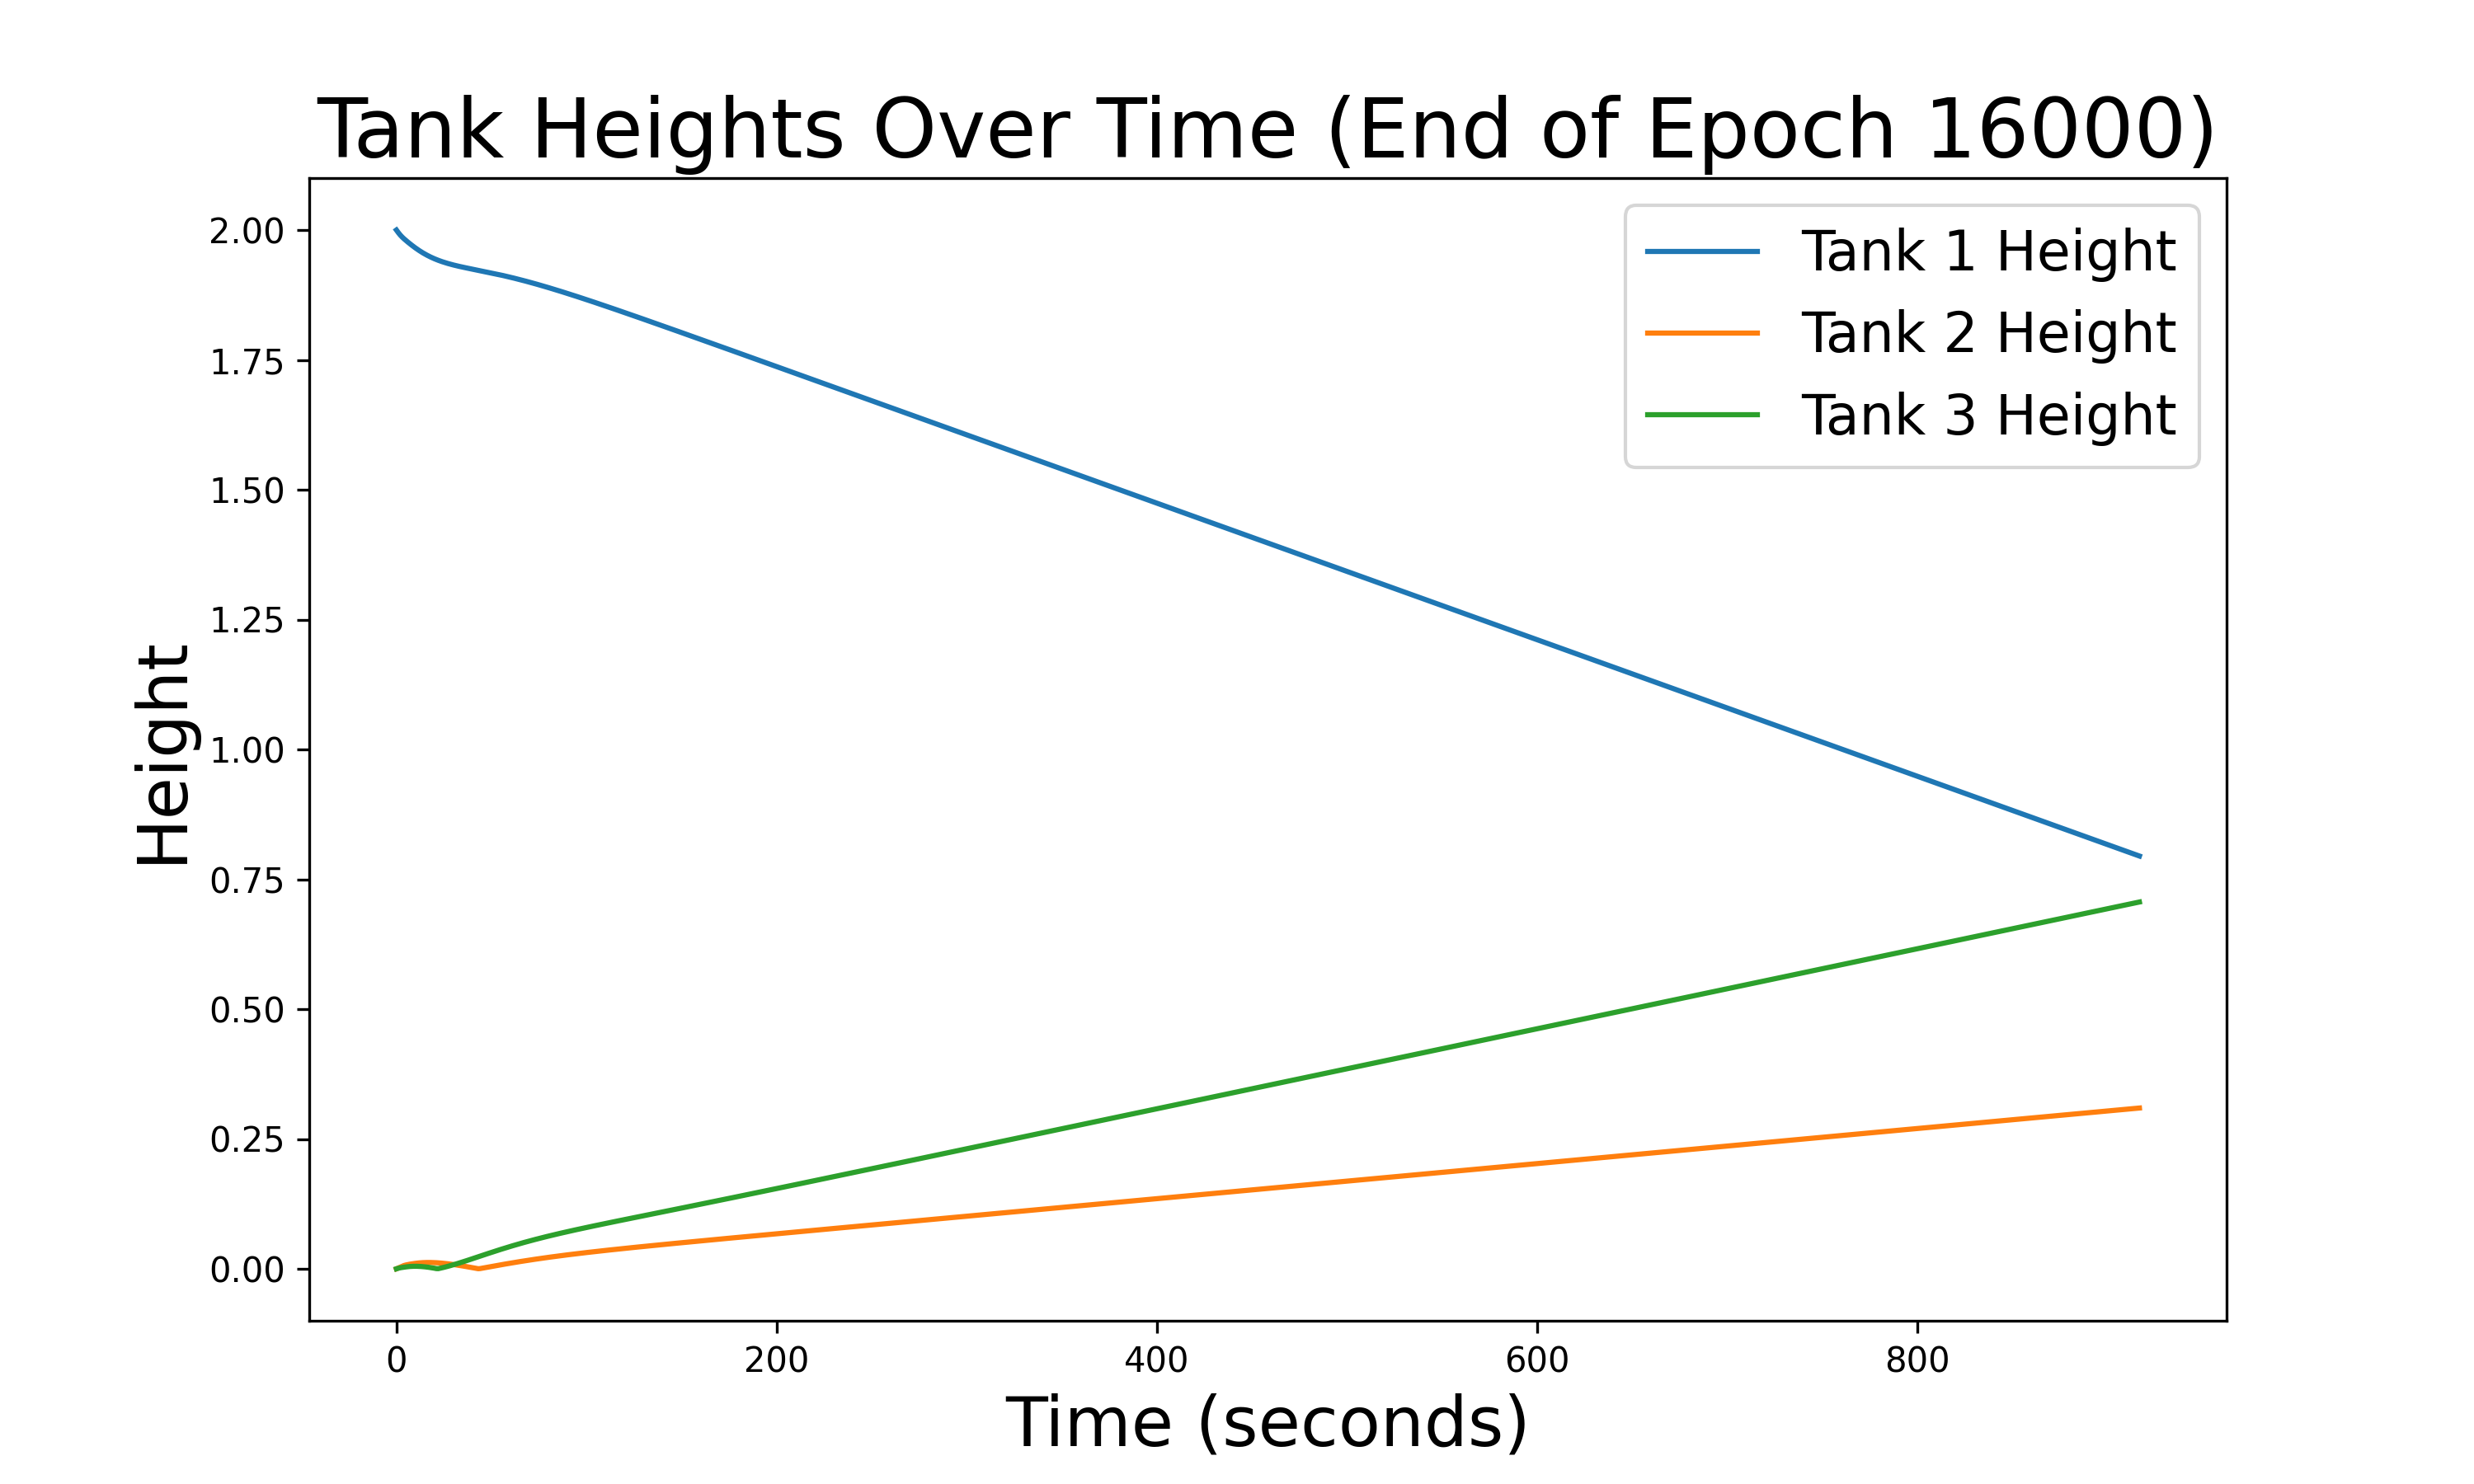 Tank Heights Over Time (End of Epoch 16000)
Tank 1 Height
Tank 2 Height
Tank 3 Height
Height
2.00
1.75
1.50
1.25
1.00
0.75
0.50
0.25
0.00
0 200 400 600 800
Time (seconds)